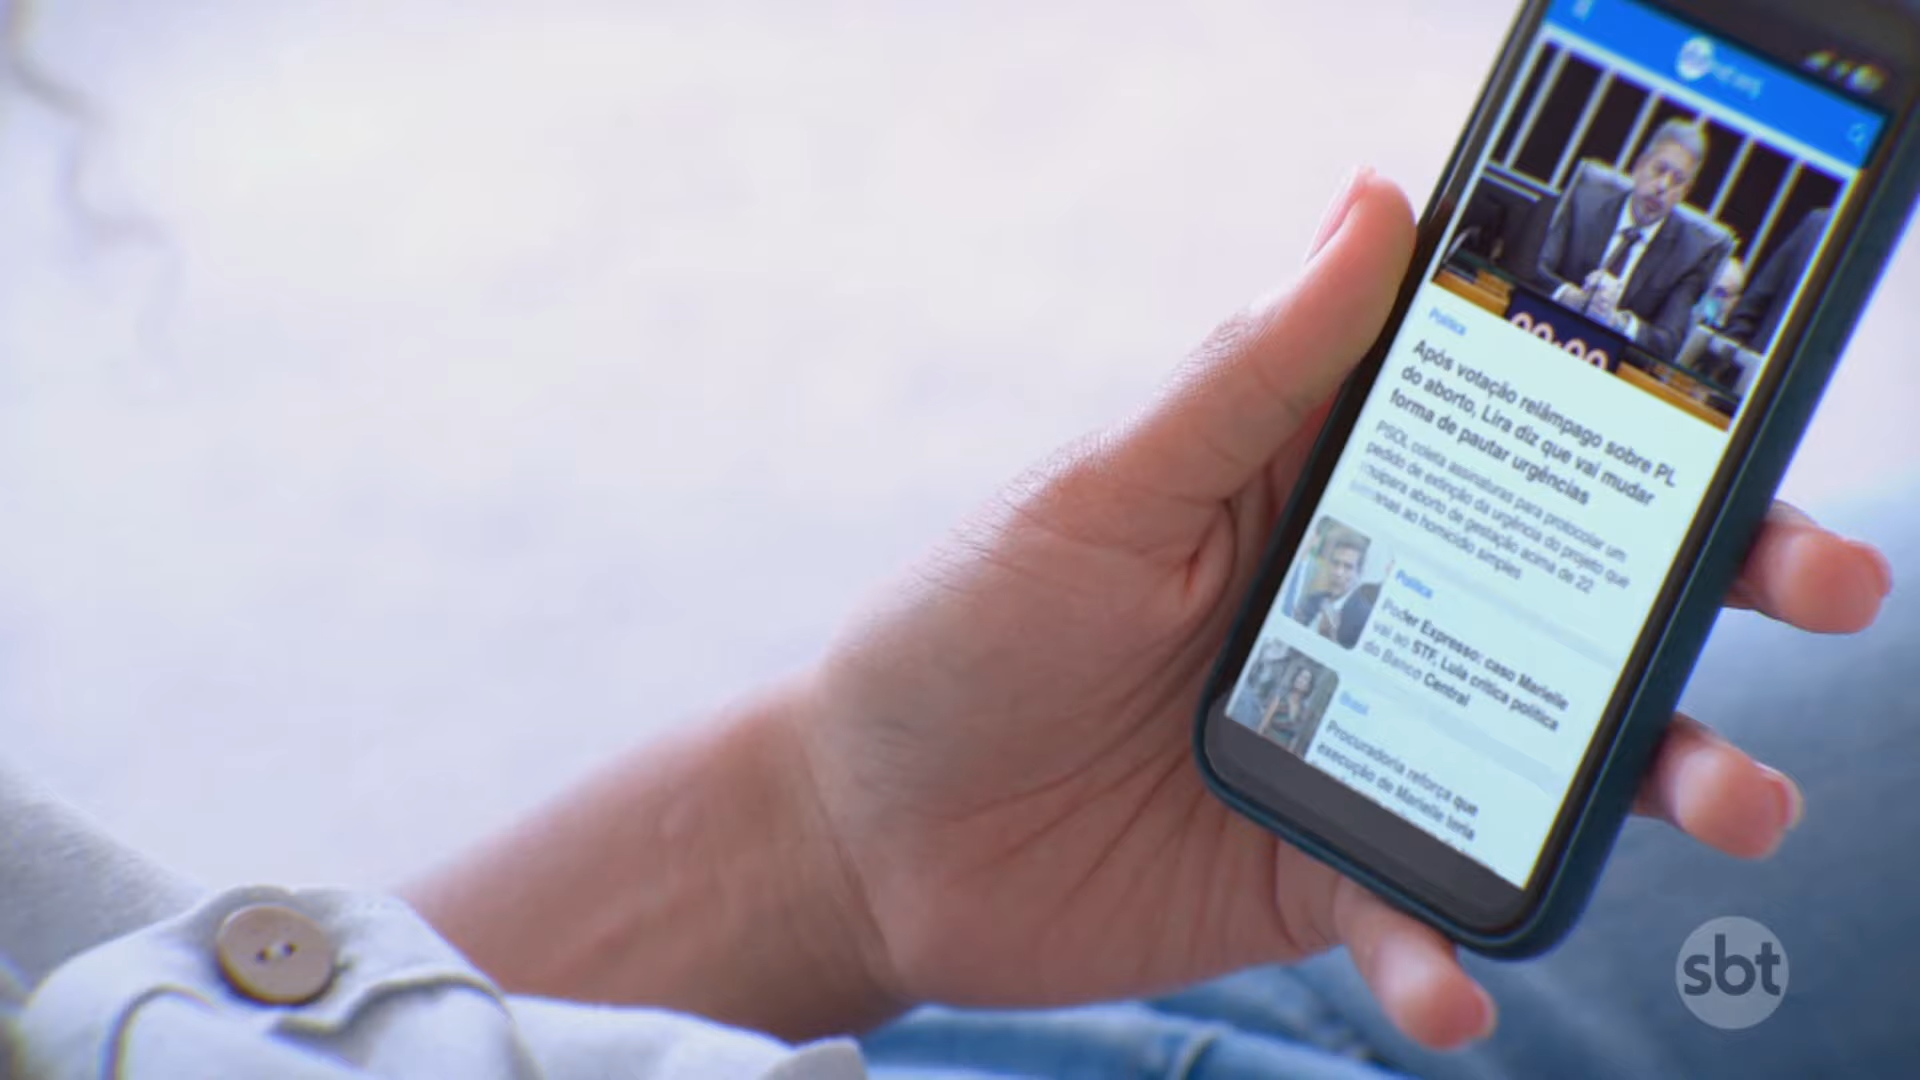 news
00:00
Política
Após votação relâmpago sobre PL
do aborto, Lira diz que vai mudar
forma de pautar urgências
PSOL coleta assinaturas para protocolar um
pedido de extinção da urgência do projeto que
aborto de gestação acima de 22
ao homicídio simples
Política
Poder Expresso: caso Marielle
vai ao STF, Lula critica política
do Banco Central
Brasil
Procuradoria reforça que
execução de Marielle teria
sbt